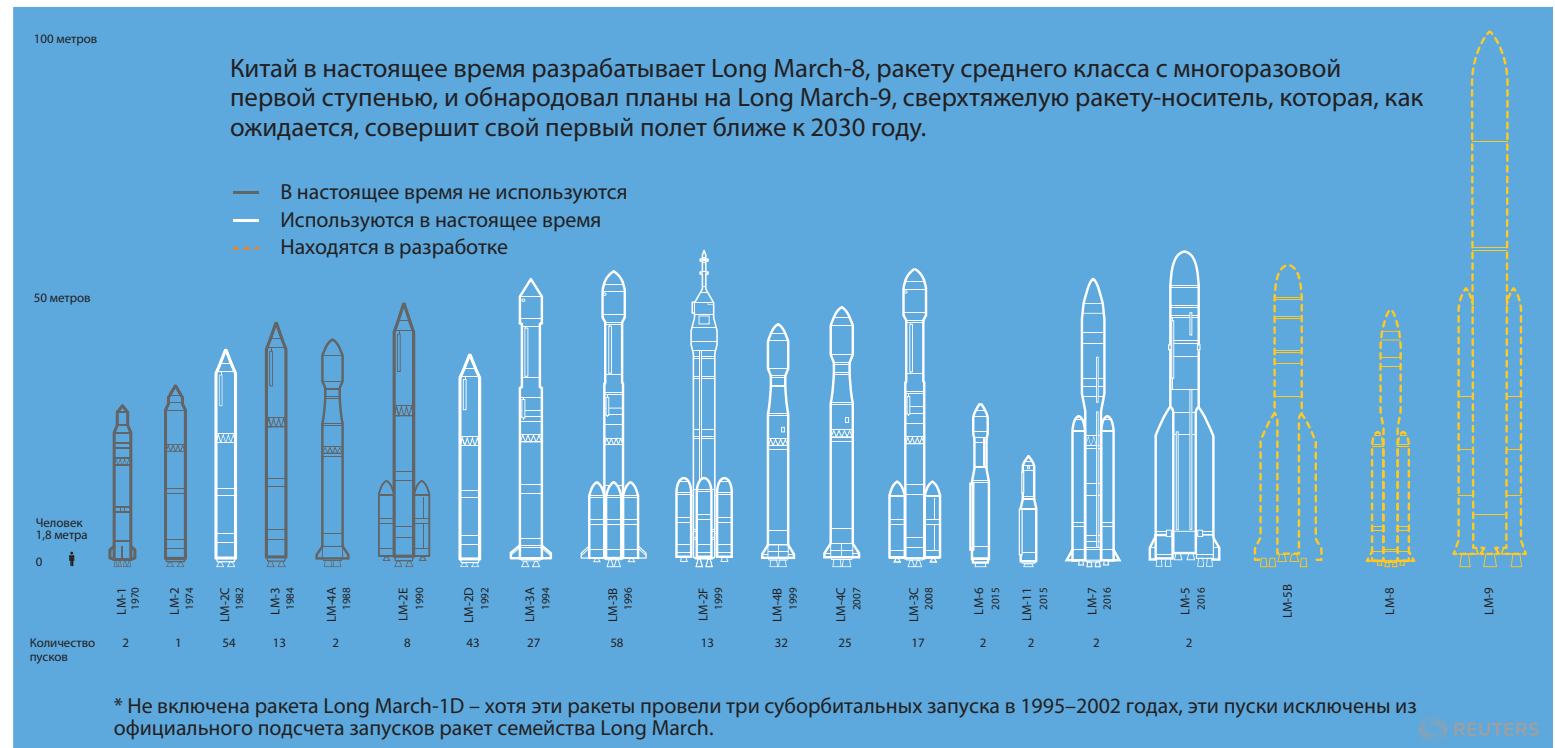 100 метров
Китай в настоящее время разрабатывает Long March-8, ракету среднего класса с многоразовой
первой ступенью, и обнародовал планы на Long March-9, сверхтяжелую ракету-носитель, которая, как
ожидается, совершит свой первый полет ближе к 2030 году.
В настоящее время не используются
Используются в настоящее время
Находятся в разработке
50 метров
Человек
1,8 метра
0
LM-1 1970
LM-2 1974
LM-2C 1982
LM-3 1984
LM-4A 1988
LM-2E 1990
LM-2D 1992
LM-3A 1994
LM-3B 1996
LM-2F 1999
LM-4B 1999
LM-4C 2007
LM-3C 2008
LM-6 2015
LM-11 2015
LM-7 2016
LM-5 2016
LM-5B
LM-8
LM-9
Количество
пусков
2 1 54 13 2 8 43 27 58 13 32 25 17 2 2 2 2
* Не включена ракета Long March-1D – хотя эти ракеты провели три суборбитальных запуска в 1995–2002 годах, эти пуски исключены из
официального подсчета запусков ракет семейства Long March.
REUTERS